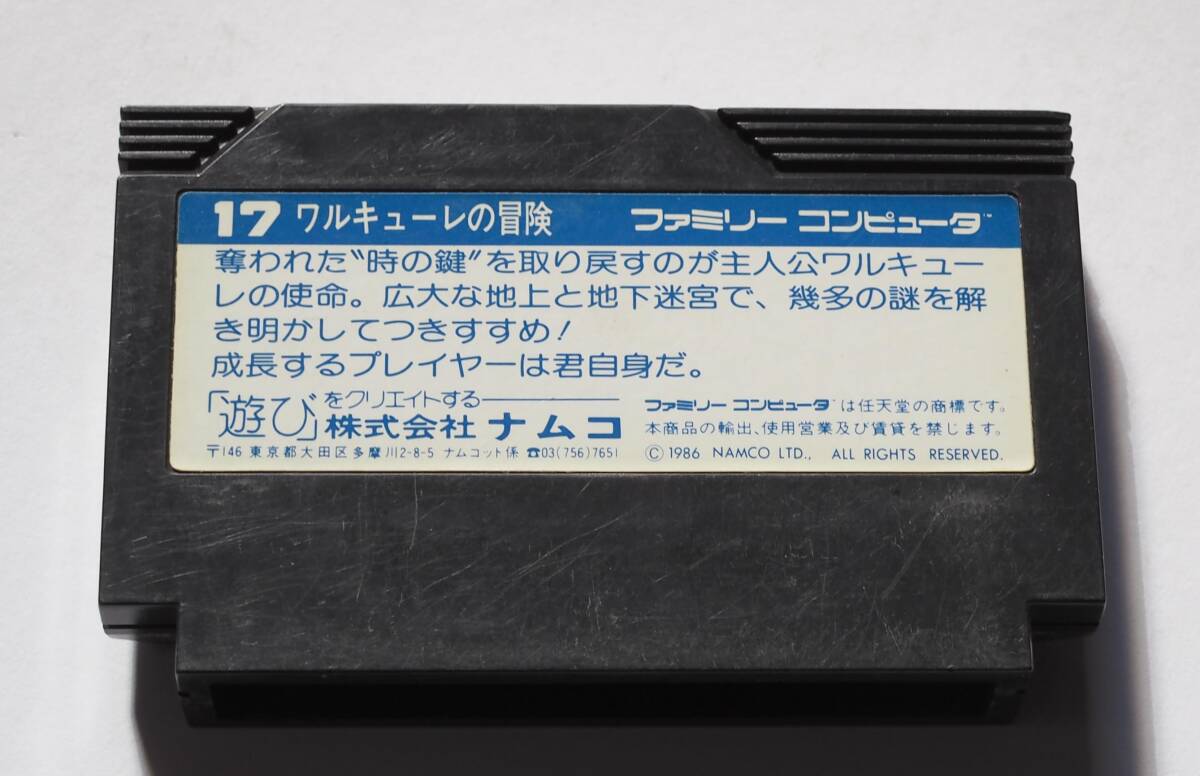 17 ワルキューレの冒険 ファミリー コンピュータ™
奪われた“時の鍵”を取り戻すのが主人公ワルキュー
レの使命。広大な地上と地下迷宮で、幾多の謎を解
き明かしてつきすすめ!
成長するプレイヤーは君自身だ。
「遊び」をクリエイトする――
株式会社 ナムコ
〒146 東京都大田区多摩川2-8-5 ナムコット係 ☎03(756)7651
ファミリー コンピュータ™は任天堂の商標です。
本商品の輸出、使用営業及び賃貸を禁じます。
© 1986 NAMCO LTD., ALL RIGHTS RESERVED.